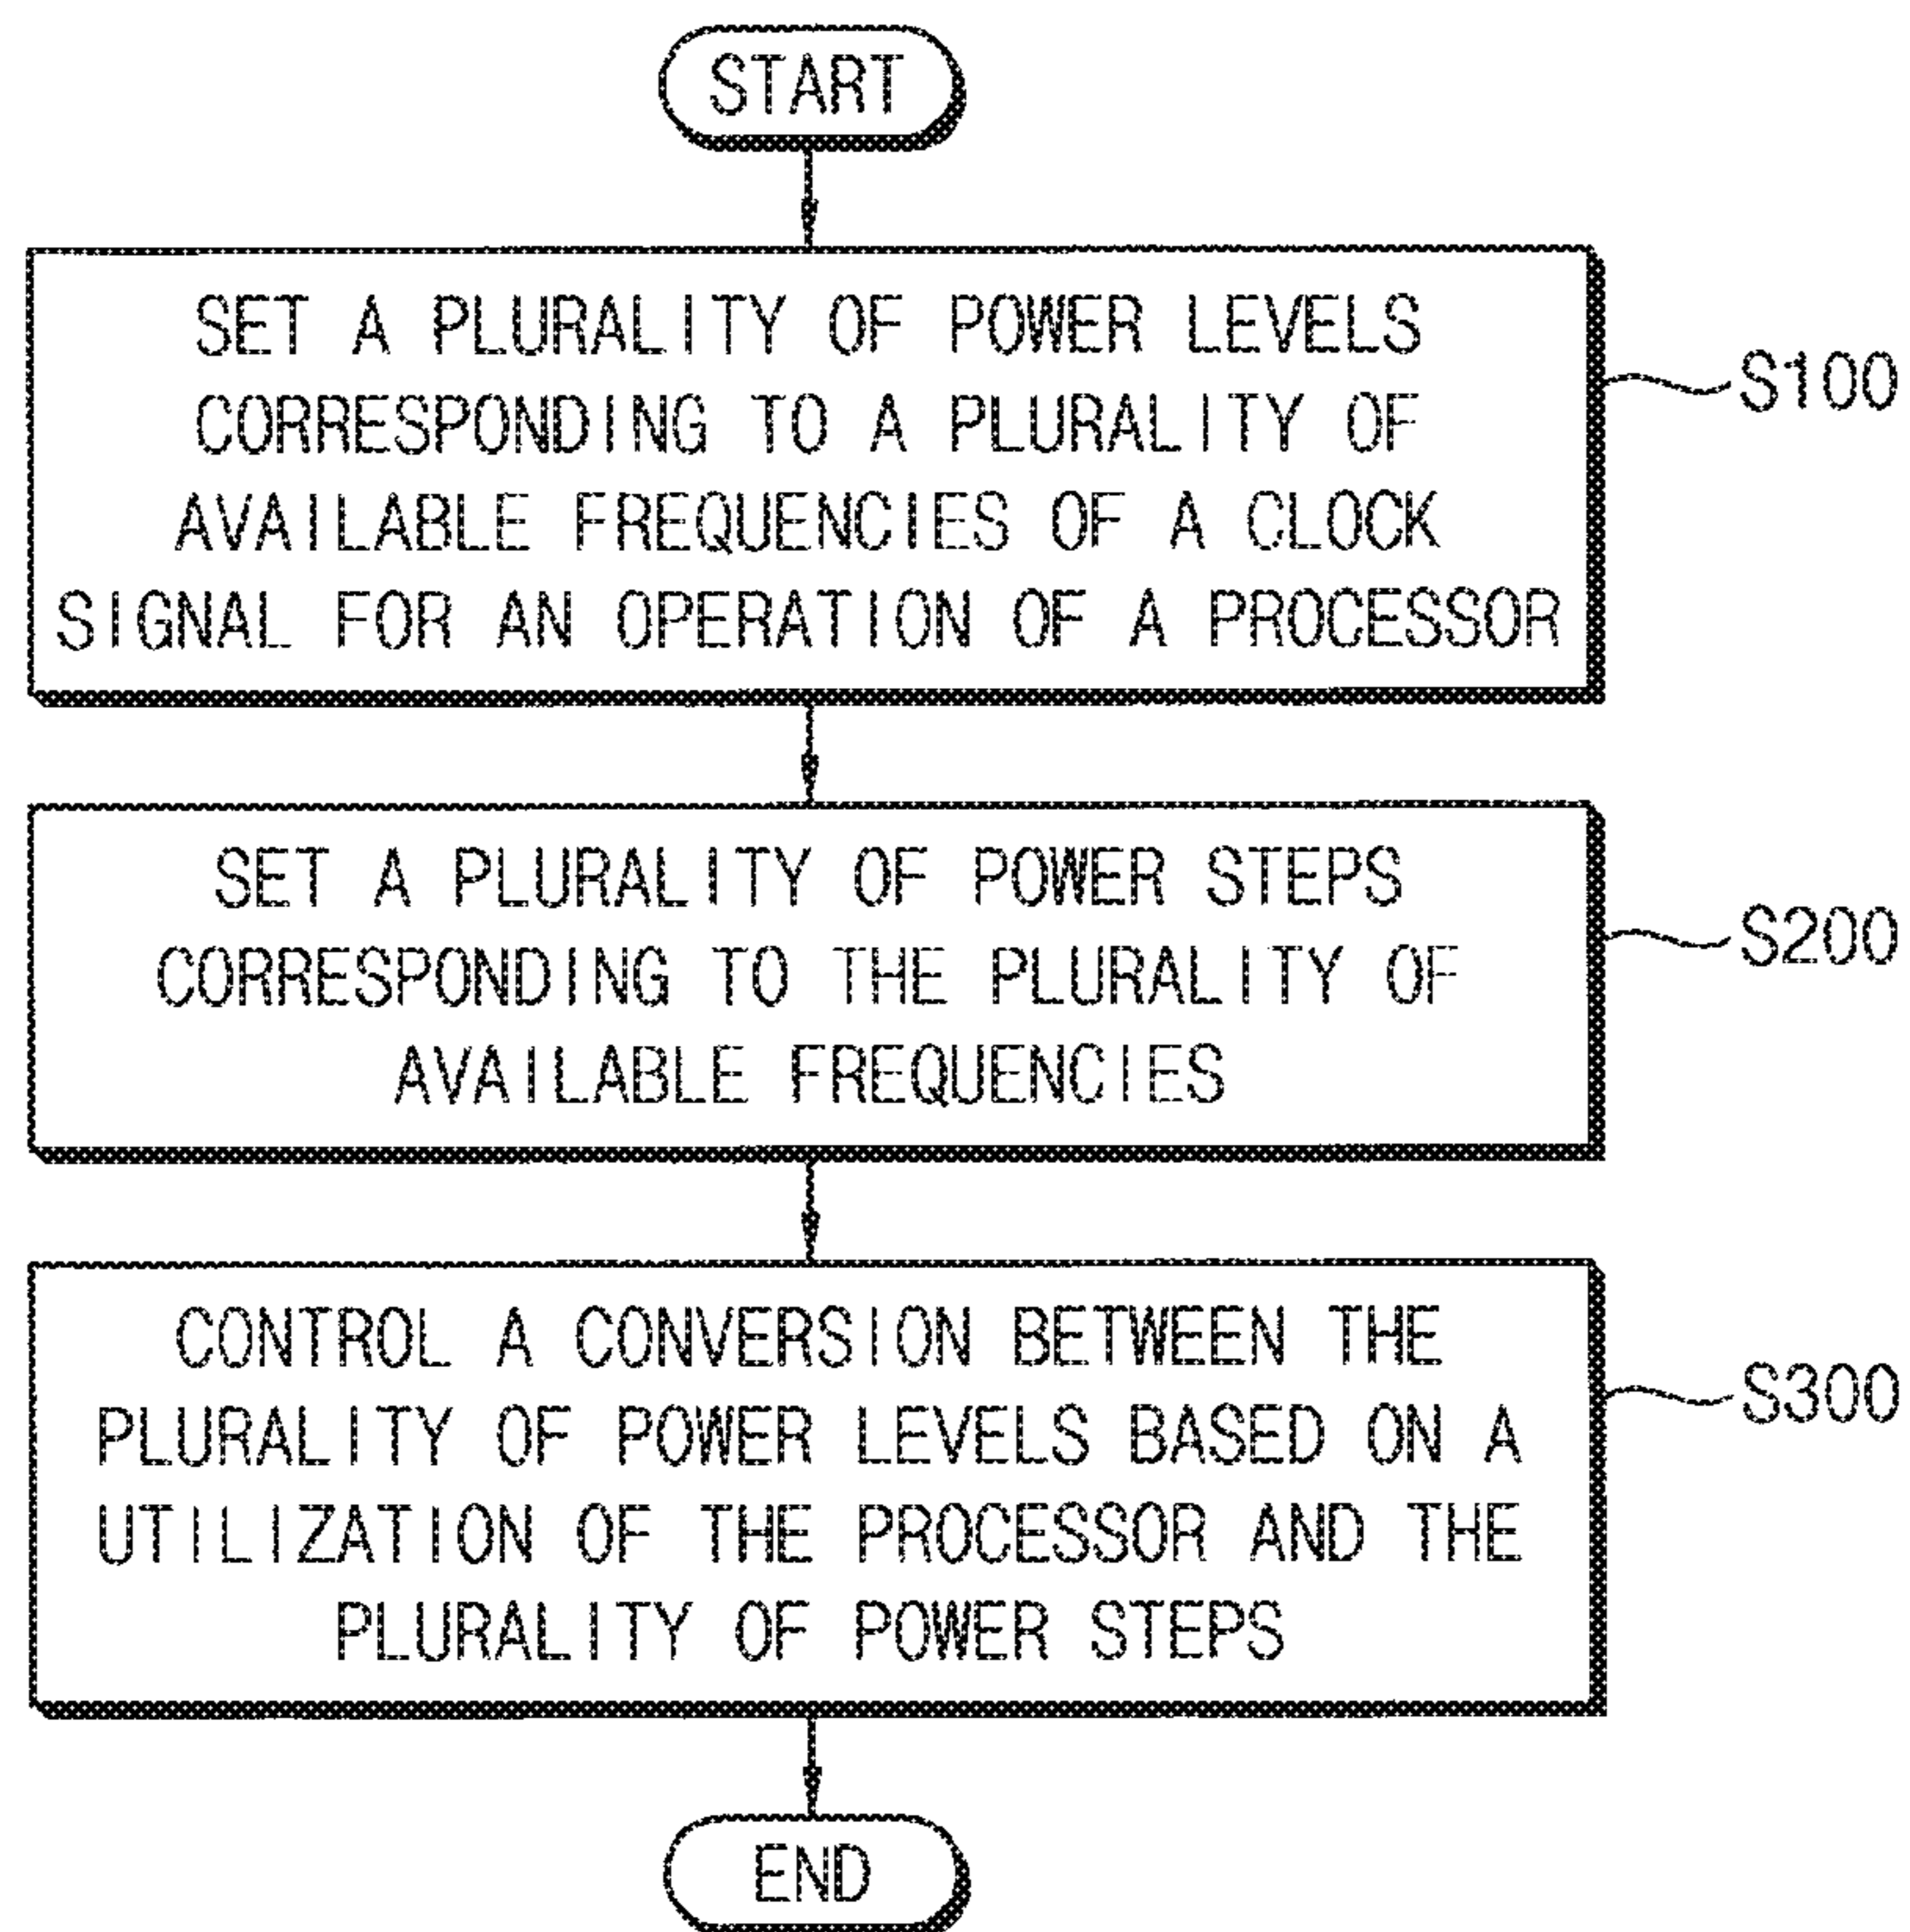 START
SET A PLURALITY OF POWER LEVELS
CORRESPONDING TO A PLURALITY OF
AVAILABLE FREQUENCIES OF A CLOCK
SIGNAL FOR AN OPERATION OF A PROCESSOR
S100
SET A PLURALITY OF POWER STEPS
CORRESPONDING TO THE PLURALITY OF
AVAILABLE FREQUENCIES
S200
CONTROL A CONVERSION BETWEEN THE
PLURALITY OF POWER LEVELS BASED ON A
UTILIZATION OF THE PROCESSOR AND THE
PLURALITY OF POWER STEPS
S300
END